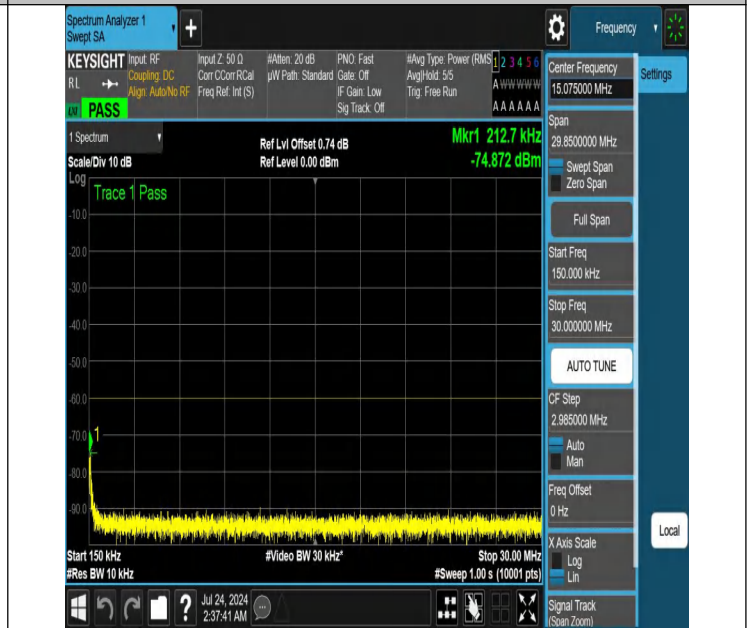 Spectrum Analyzer 1
Swept SA
+
Frequency
KEYSIGHT
RL
PASS
Input: RF
Coupling: DC
Align: Auto/No RF
Input Z: 50 Ω
Corr CCorr RCal
Freq Ref: Int (S)
#Atten: 20 dB
µW Path: Standard
PNO: Fast
Gate: Off
IF Gain: Low
Sig Track: Off
#Avg Type: Power (RMS
Avg|Hold: 5/5
Trig: Free Run
1 2 3 4 5 6
A W W W W W
A A A A A A
1 Spectrum
Scale/Div 10 dB
Ref Lvl Offset 0.74 dB
Ref Level 0.00 dBm
Mkr1 212.7 kHz
-74.872 dBm
Log
Trace 1 Pass
-10.0
-20.0
-30.0
-40.0
-50.0
-60.0
-70.0
1
-80.0
-90.0
Start 150 kHz
#Res BW 10 kHz
#Video BW 30 kHz*
Stop 30.00 MHz
#Sweep 1.00 s (10001 pts)
?
Jul 24, 2024
2:37:41 AM
Center Frequency
15.075000 MHz
Span
29.8500000 MHz
Swept Span
Zero Span
Full Span
Start Freq
150.000 kHz
Stop Freq
30.000000 MHz
AUTO TUNE
CF Step
2.985000 MHz
Auto
Man
Freq Offset
0 Hz
X Axis Scale
Log
Lin
Signal Track
(Span Zoom)
Settings
Local